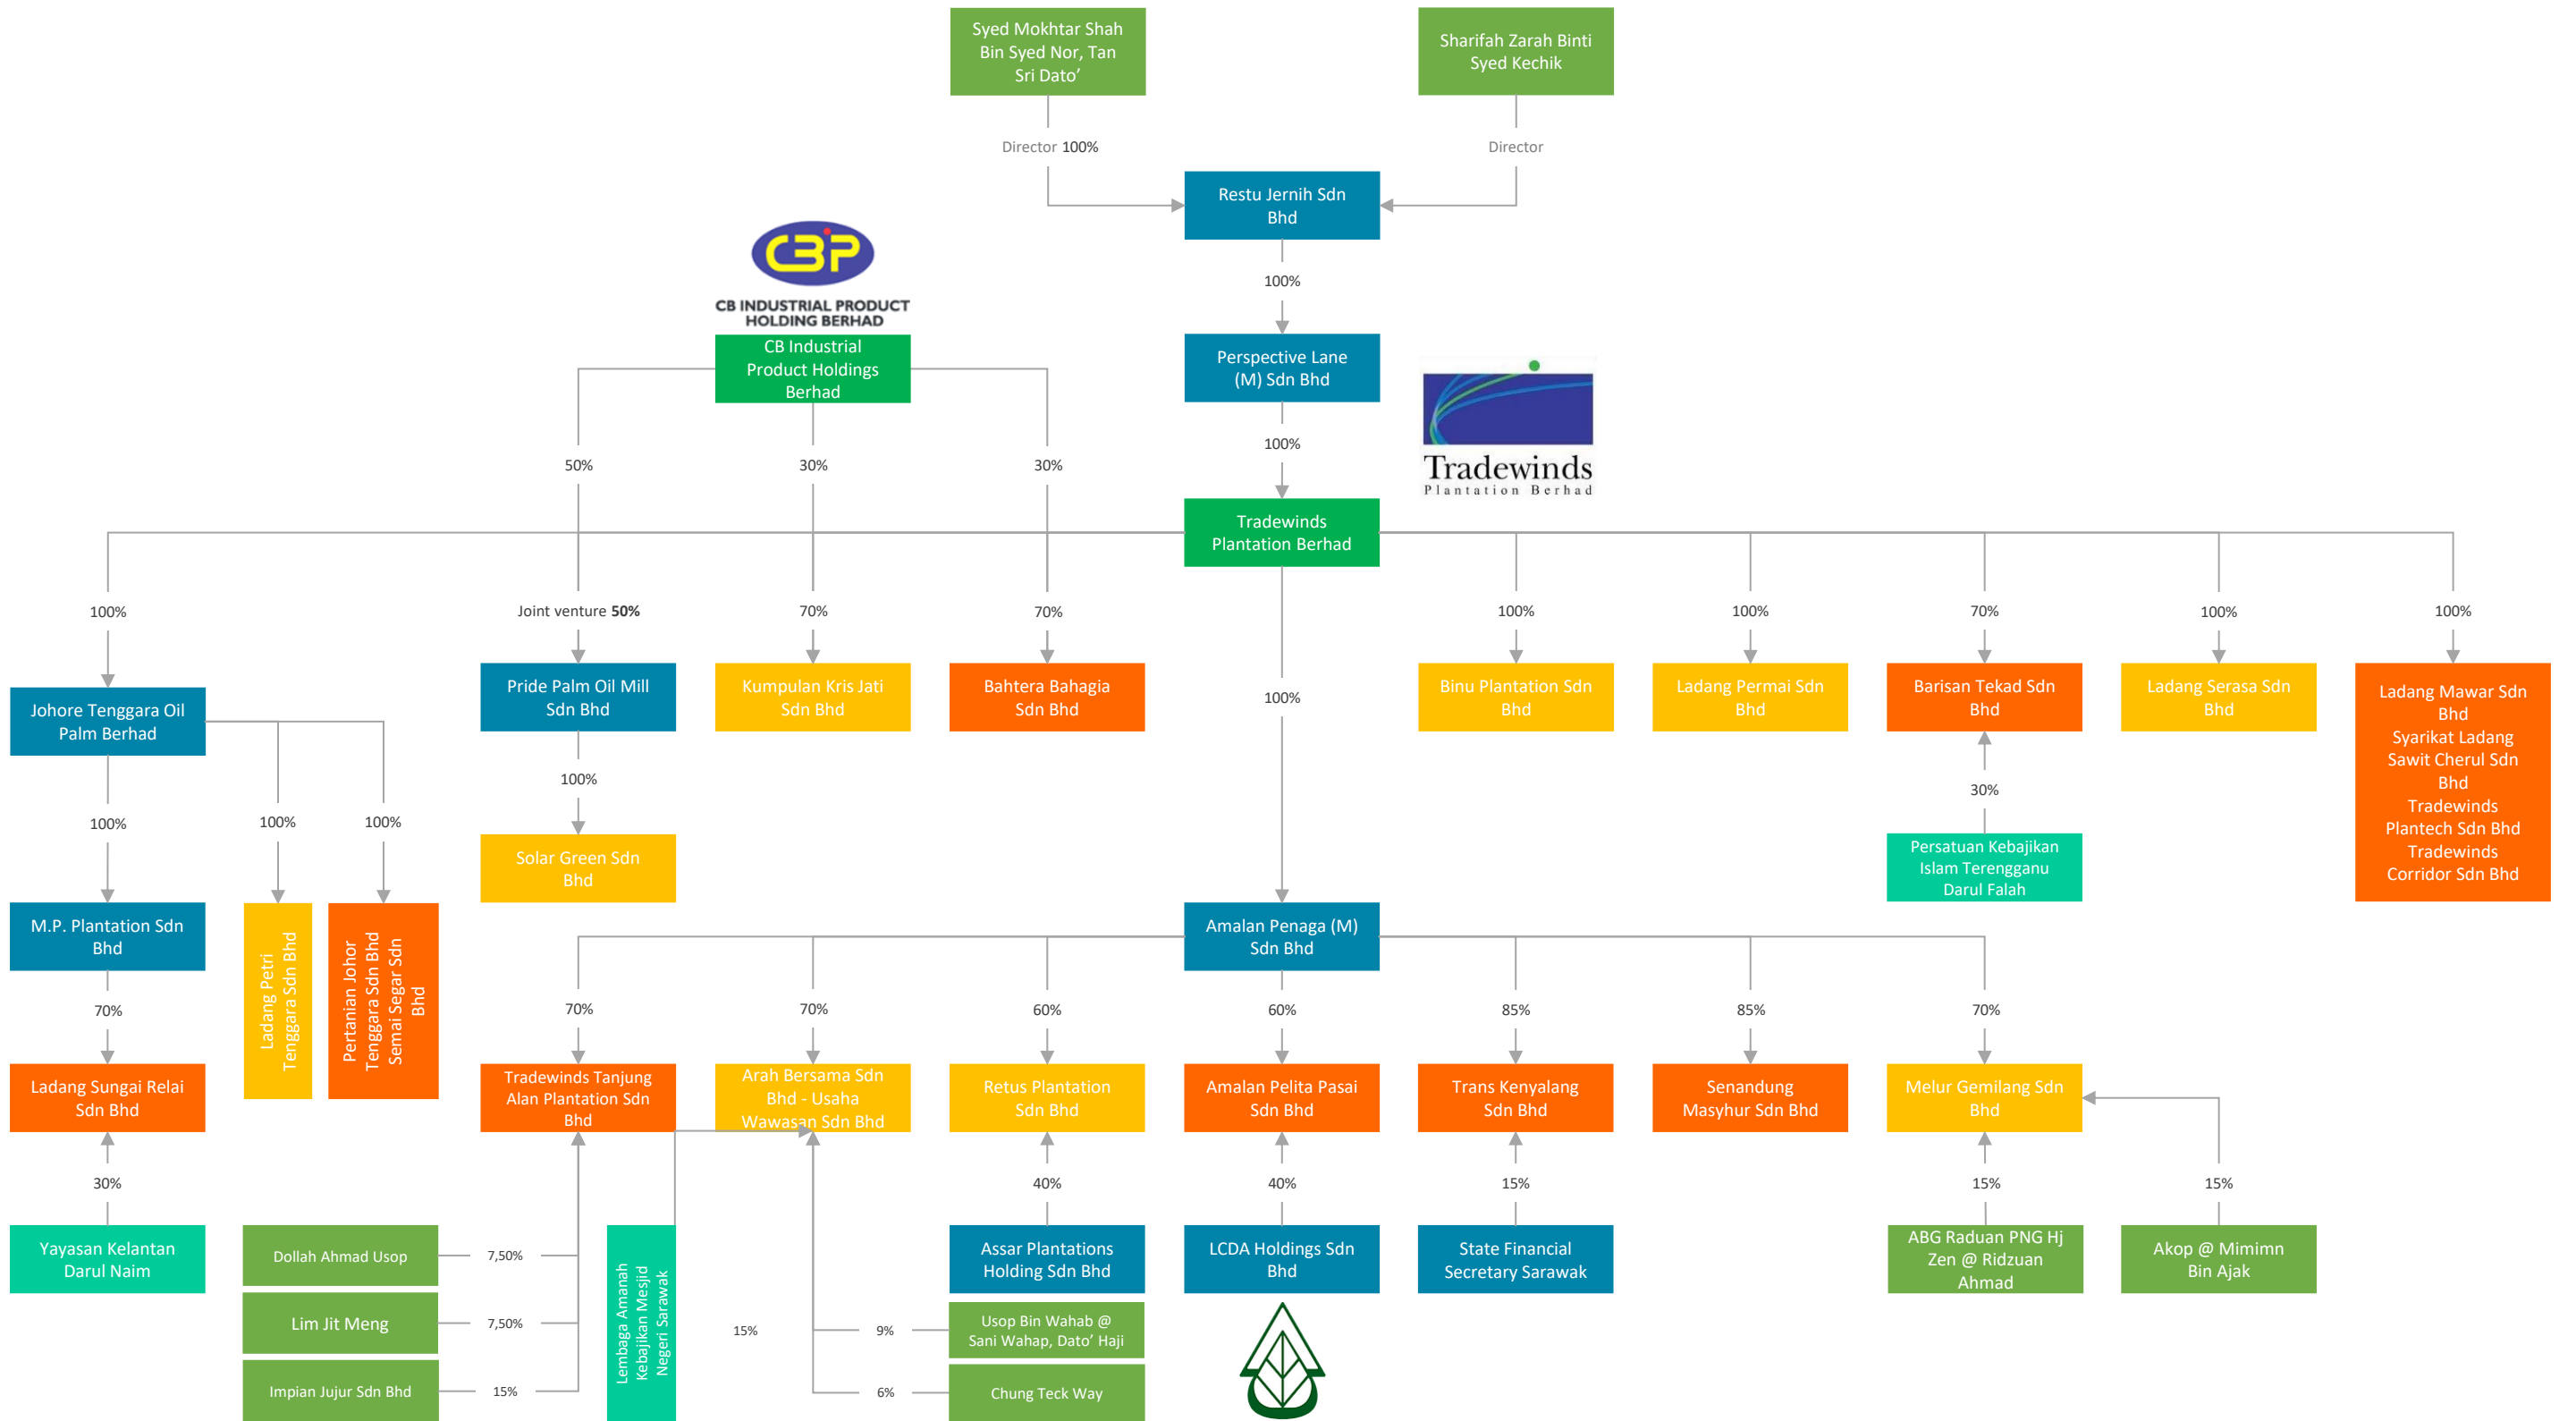 Syed Mokhtar Shah
Bin Syed Nor, Tan
Sri Dato’
Sharifah Zarah Binti
Syed Kechik
Director 100%
Director
Restu Jernih Sdn
Bhd
100%
CBIP
CB INDUSTRIAL PRODUCT
HOLDING BERHAD
CB Industrial
Product Holdings
Berhad
Perspective Lane
(M) Sdn Bhd
100%
Tradewinds
Plantation Berhad
50%
30%
30%
Tradewinds
Plantation Berhad
100%
Joint venture 50%
70%
70%
100%
100%
70%
100%
100%
Johore Tenggara Oil
Palm Berhad
Pride Palm Oil Mill
Sdn Bhd
Kumpulan Kris Jati
Sdn Bhd
Bahtera Bahagia
Sdn Bhd
100%
Binu Plantation Sdn
Bhd
Ladang Permai Sdn
Bhd
Barisan Tekad Sdn
Bhd
Ladang Serasa Sdn
Bhd
Ladang Mawar Sdn
Bhd
Syarikat Ladang
Sawit Cherul Sdn
Bhd
Tradewinds
Plantech Sdn Bhd
Tradewinds
Corridor Sdn Bhd
100%
100%
100%
100%
30%
Solar Green Sdn
Bhd
Persatuan Kebajikan
Islam Terengganu
Darul Falah
M.P. Plantation Sdn
Bhd
Ladang Petri
Tenggara Sdn Bhd
Pertanian Johor
Tenggara Sdn Bhd
Semai Segar Sdn
Bhd
Amalan Penaga (M)
Sdn Bhd
70%
70%
70%
60%
60%
85%
85%
70%
Ladang Sungai Relai
Sdn Bhd
Tradewinds Tanjung
Alan Plantation Sdn
Bhd
Arah Bersama Sdn
Bhd - Usaha
Wawasan Sdn Bhd
Retus Plantation
Sdn Bhd
Amalan Pelita Pasai
Sdn Bhd
Trans Kenyalang
Sdn Bhd
Senandung
Masyhur Sdn Bhd
Melur Gemilang Sdn
Bhd
30%
40%
40%
15%
15%
15%
Yayasan Kelantan
Darul Naim
Dollah Ahmad Usop
7,50%
Lim Jit Meng
7,50%
Impian Jujur Sdn Bhd
15%
Lembaga Amanah
Kebajikan Mesjid
Negeri Sarawak
15%
Assar Plantations
Holding Sdn Bhd
LCDA Holdings Sdn
Bhd
State Financial
Secretary Sarawak
ABG Raduan PNG Hj
Zen @ Ridzuan
Ahmad
Akop @ Mimimn
Bin Ajak
9%
Usop Bin Wahab @
Sani Wahap, Dato’ Haji
6%
Chung Teck Way